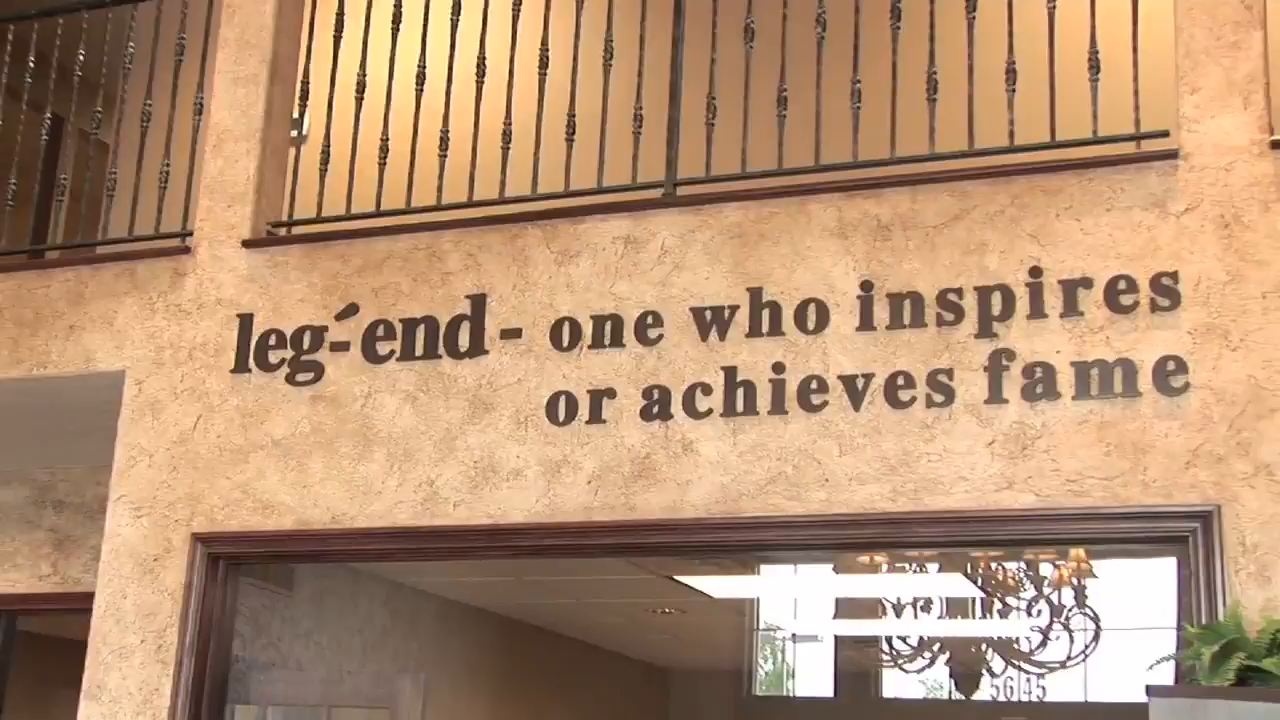 leg-́end - one who inspires
or achieves fame
5645